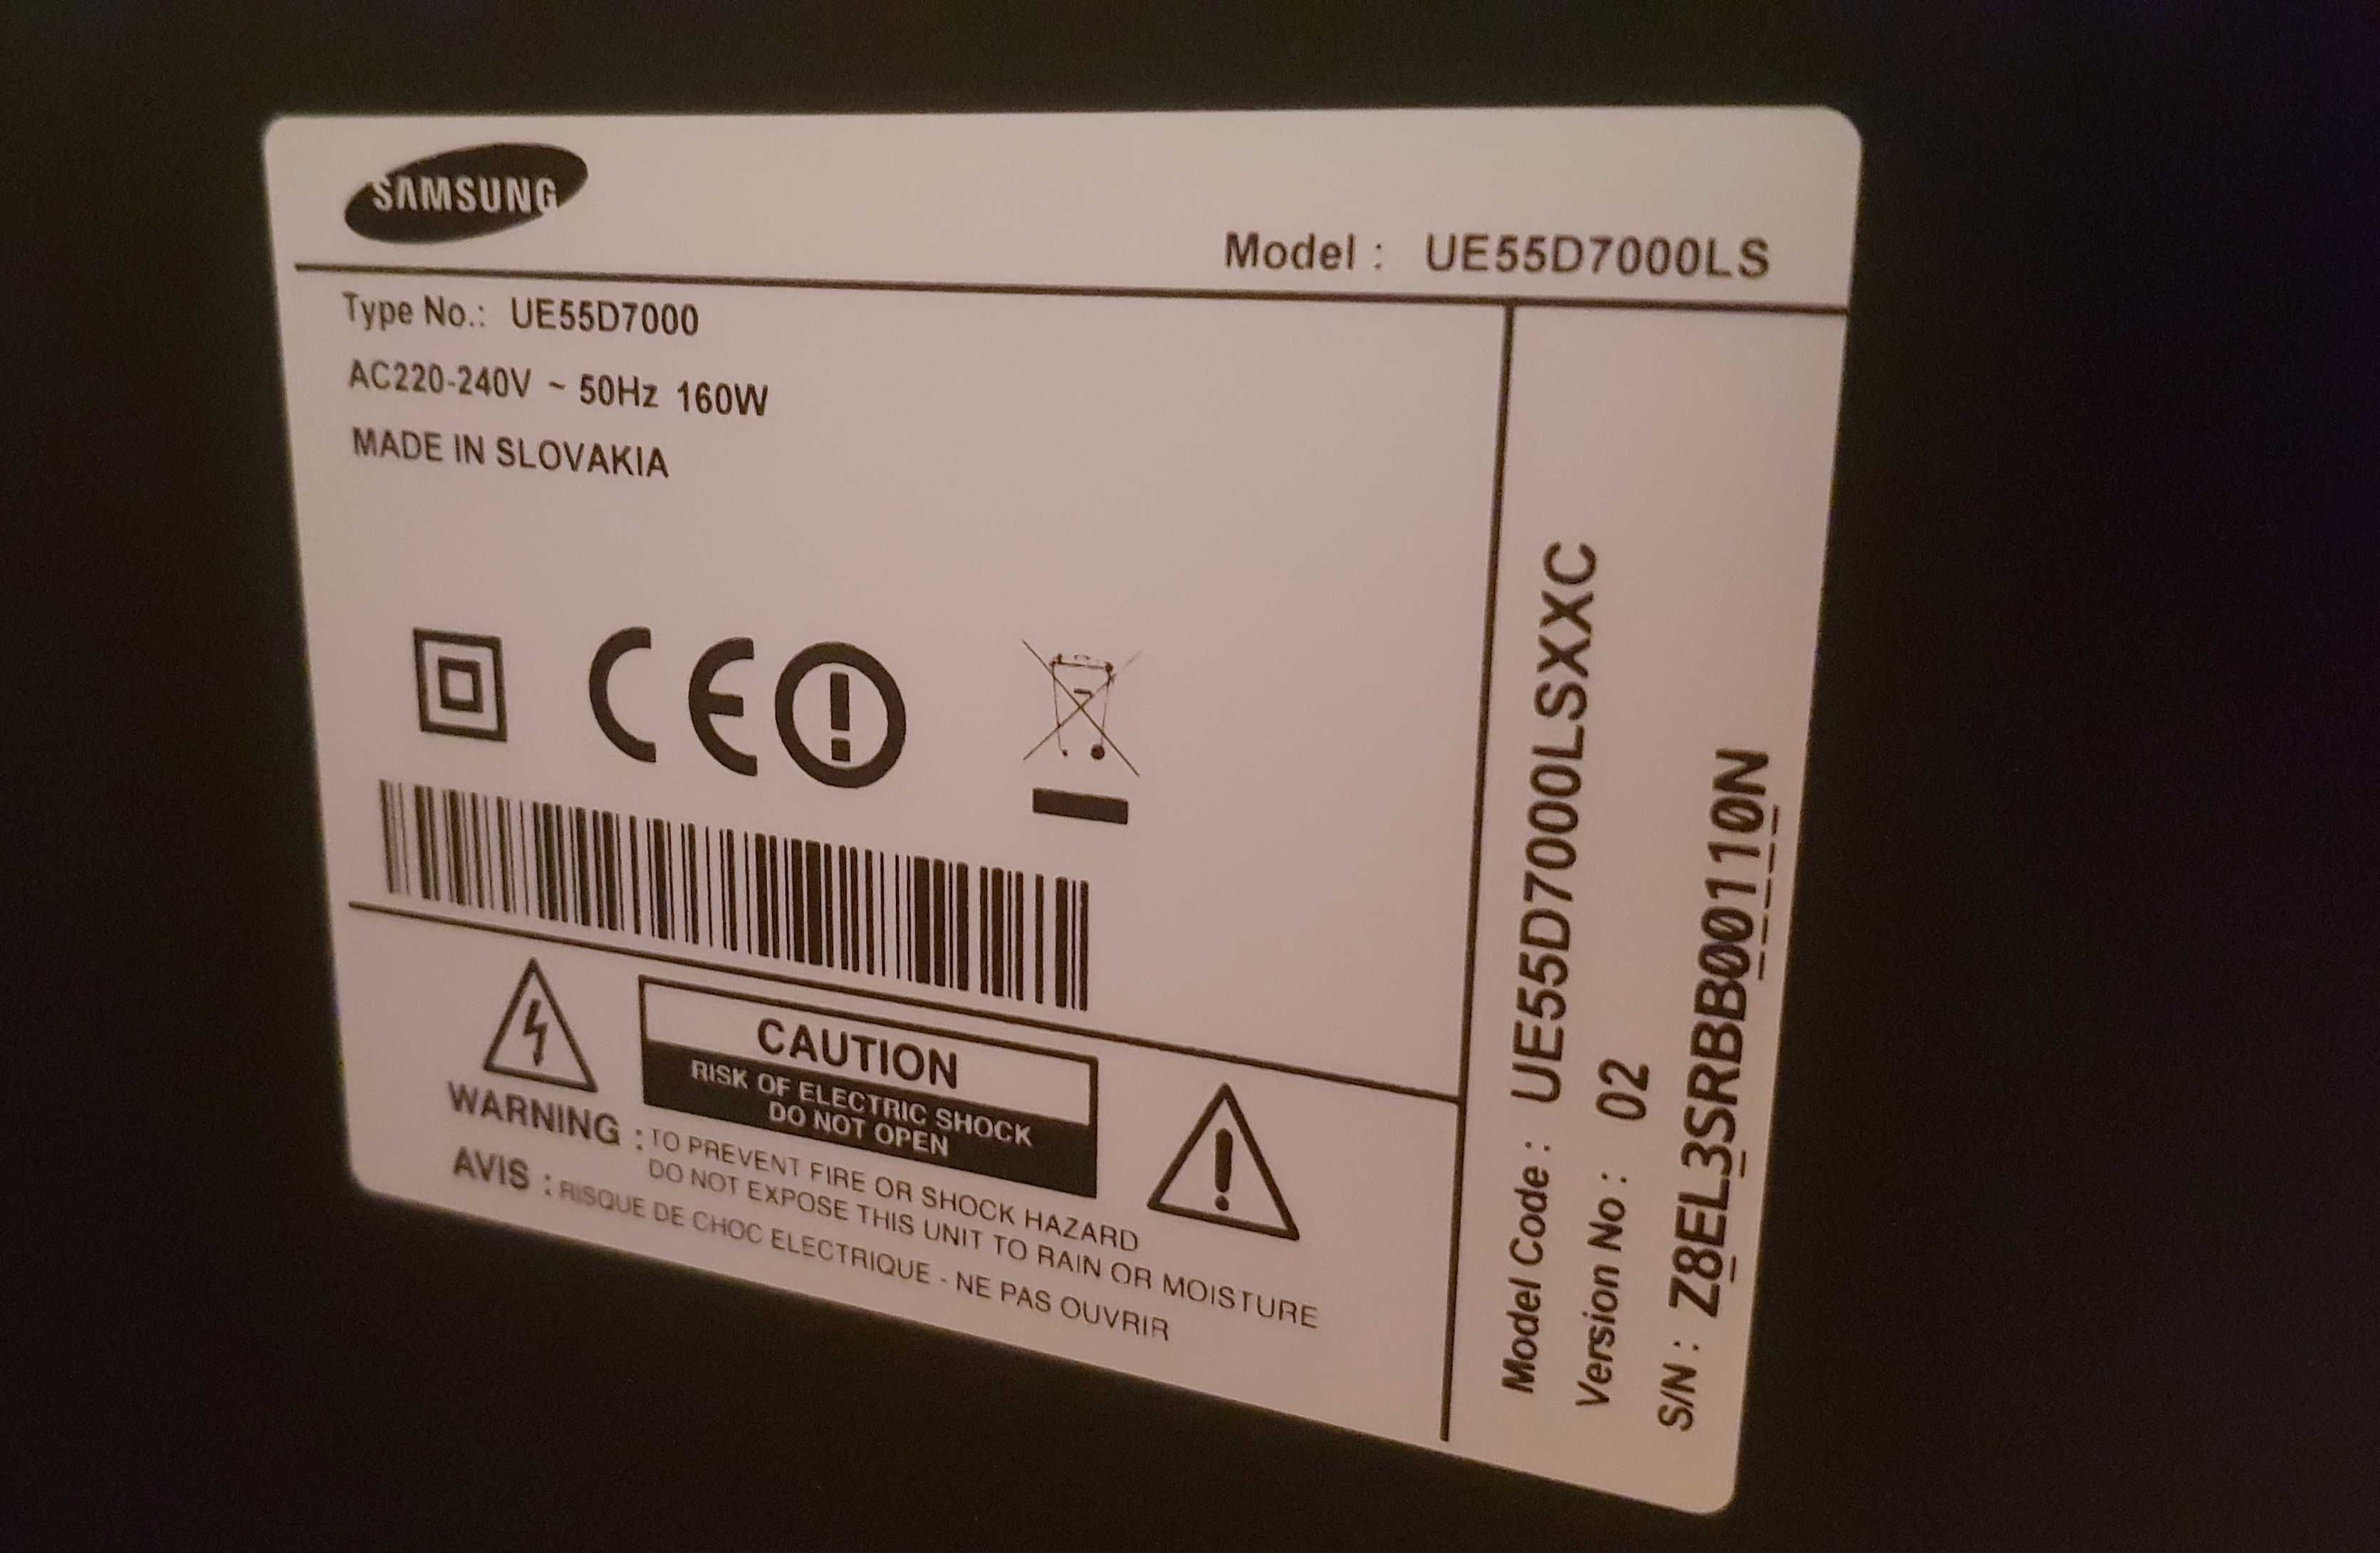 SAMSUNG
Model : UE55D7000LS
Type No.: UE55D7000
AC220-240V ~ 50Hz 160W
MADE IN SLOVAKIA
CE
CAUTION
RISK OF ELECTRIC SHOCK
DO NOT OPEN
WARNING : TO PREVENT FIRE OR SHOCK HAZARD
DO NOT EXPOSE THIS UNIT TO RAIN OR MOISTURE
AVIS : RISQUE DE CHOC ELECTRIQUE - NE PAS OUVRIR
Model Code : UE55D7000LSXXC
Version No : 02
S/N : Z8EL3SRBB00110N